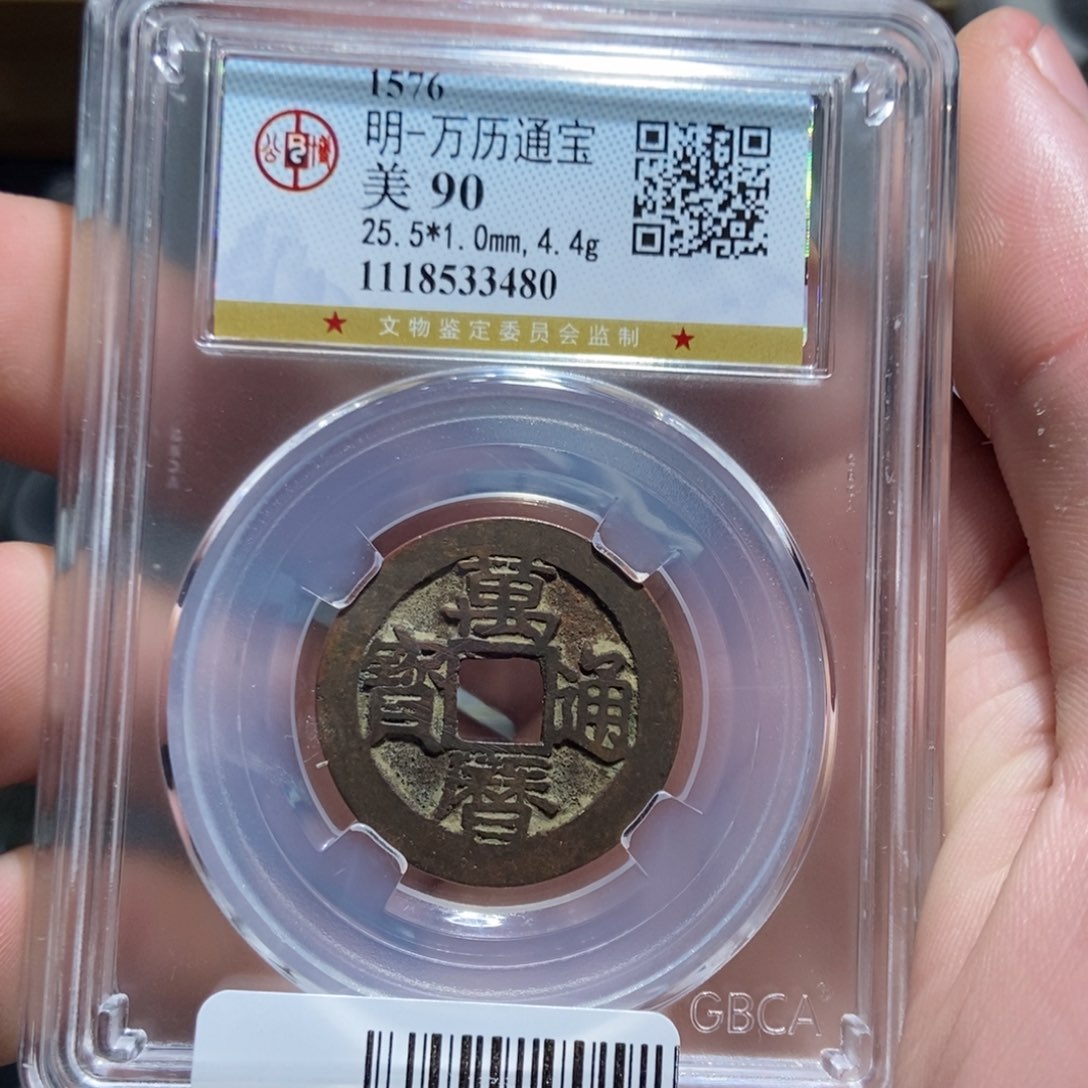 1576
明-万历通宝
美 90
25.5*1.0mm, 4.4g
1118533480
★ 文物鉴定委员会监制 ★
萬
寶 通
曆
GBCA